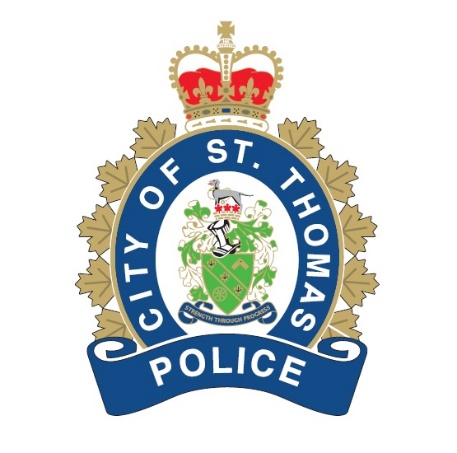 CITY OF ST. THOMAS
STRENGTH THROUGH PROGRESS
POLICE